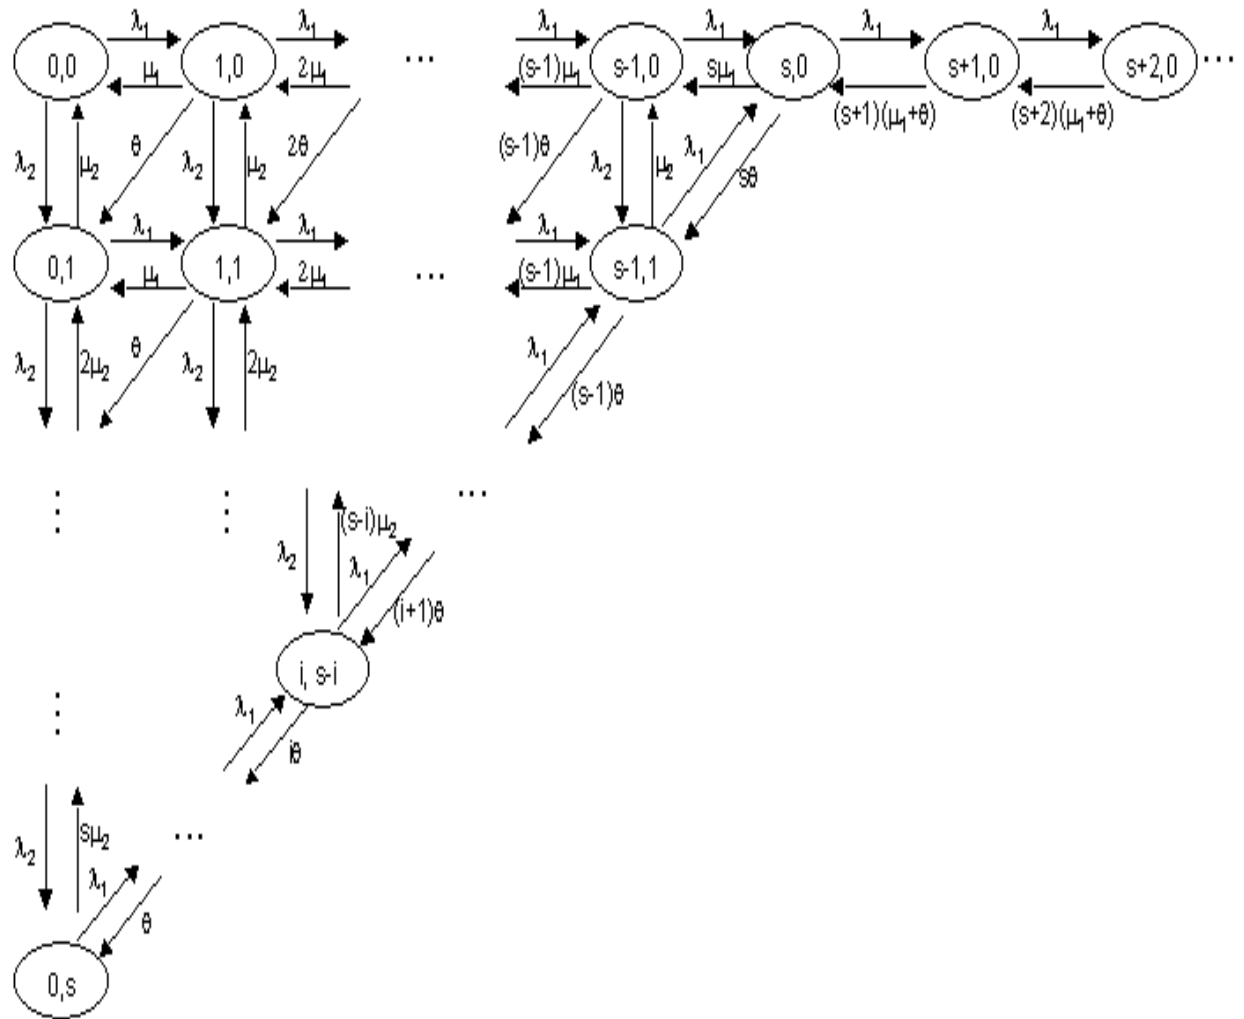 λ₁ λ₁ λ₁ λ₁ λ₁ λ₁
0,0 1,0 ... s-1,0 s,0 s+1,0 s+2,0 ...
μ₁ 2μ₁ (s-1)μ₁ sμ₁ (s+1)(μ₁+θ) (s+2)(μ₁+θ)
λ₂ μ₂ θ λ₂ μ₂ 2θ (s-1)θ λ₂ μ₂ λ₁ sθ
λ₁ λ₁ λ₁
0,1 1,1 ... s-1,1
μ₁ 2μ₁ (s-1)μ₁
λ₂ 2μ₂ θ λ₂ 2μ₂ λ₁ (s-1)θ
⋮ ⋮ ...
λ₂ (s-i)μ₂ λ₁ (i+1)θ
i, s-i
⋮ λ₁ iθ
λ₂ sμ₂ λ₁ ... θ
0,s